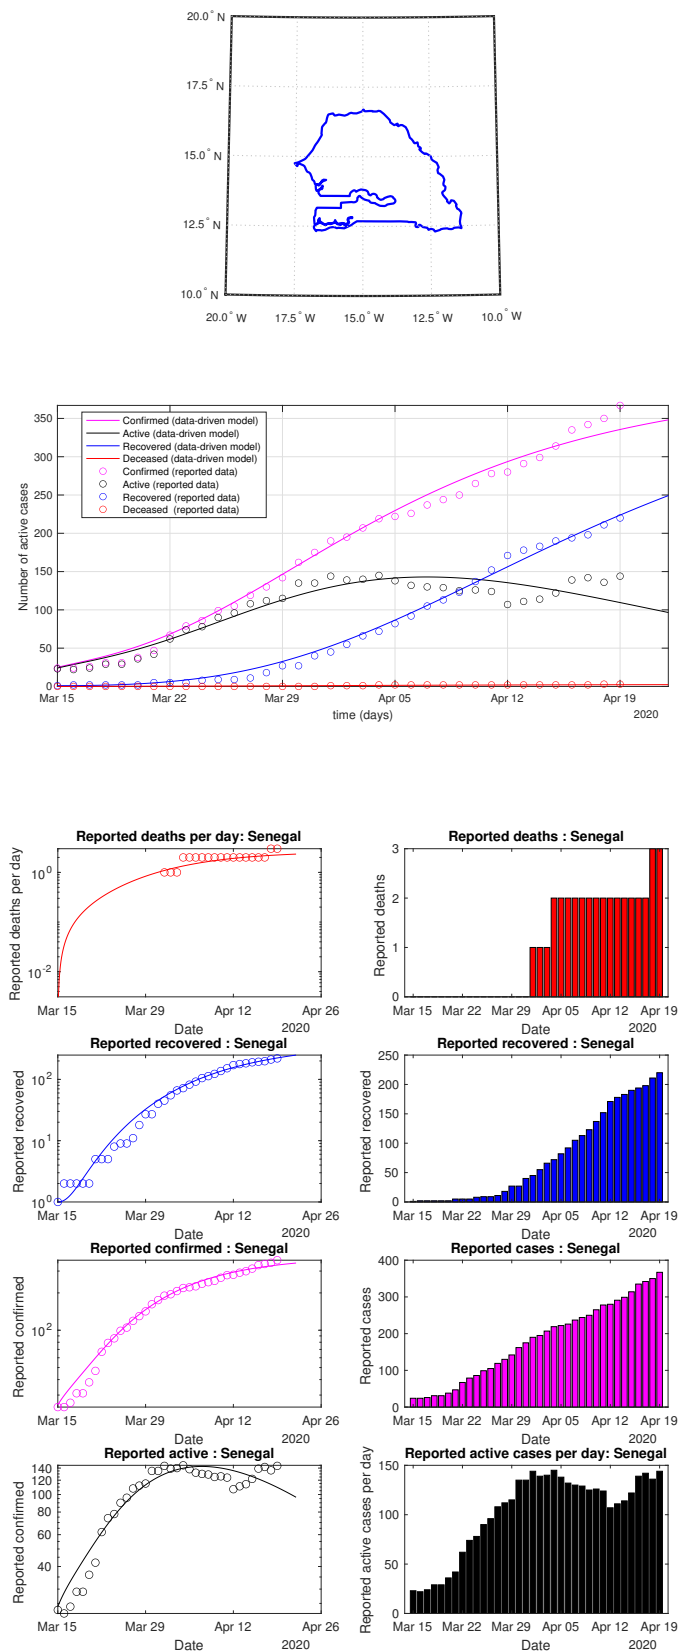 20.0° N
17.5° N
15.0° N
12.5° N
10.0° N
20.0° W 17.5° W 15.0° W 12.5° W 10.0° W
Confirmed (data-driven model)
Active (data-driven model)
Recovered (data-driven model)
Deceased (data-driven model)
Confirmed (reported data)
Active (reported data)
Recovered (reported data)
Deceased (reported data)
Number of active cases
350
300
250
200
150
100
50
0
Mar 15 Mar 22 Mar 29 Apr 05 Apr 12 Apr 19
time (days)
2020
Reported deaths per day: Senegal
Reported deaths per day
10^0
10^-2
Mar 15 Mar 29 Apr 12 Apr 26
Date
2020
Reported deaths : Senegal
Reported deaths
3
2
1
0
Mar 15 Mar 22 Mar 29 Apr 05 Apr 12 Apr 19
Date
2020
Reported recovered : Senegal
Reported recovered
10^2
10^1
10^0
Mar 15 Mar 29 Apr 12 Apr 26
Date
2020
Reported recovered : Senegal
Reported recovered
250
200
150
100
50
0
Mar 15 Mar 22 Mar 29 Apr 05 Apr 12 Apr 19
Date
2020
Reported confirmed : Senegal
Reported confirmed
10^2
Mar 15 Mar 29 Apr 12 Apr 26
Date
2020
Reported cases : Senegal
Reported cases
400
300
200
100
0
Mar 15 Mar 22 Mar 29 Apr 05 Apr 12 Apr 19
Date
2020
Reported active : Senegal
Reported confirmed
140
120
100
80
60
40
Mar 15 Mar 29 Apr 12 Apr 26
Date
2020
Reported active cases per day: Senegal
Reported active cases per day
150
100
50
0
Mar 15 Mar 22 Mar 29 Apr 05 Apr 12 Apr 19
Date
2020